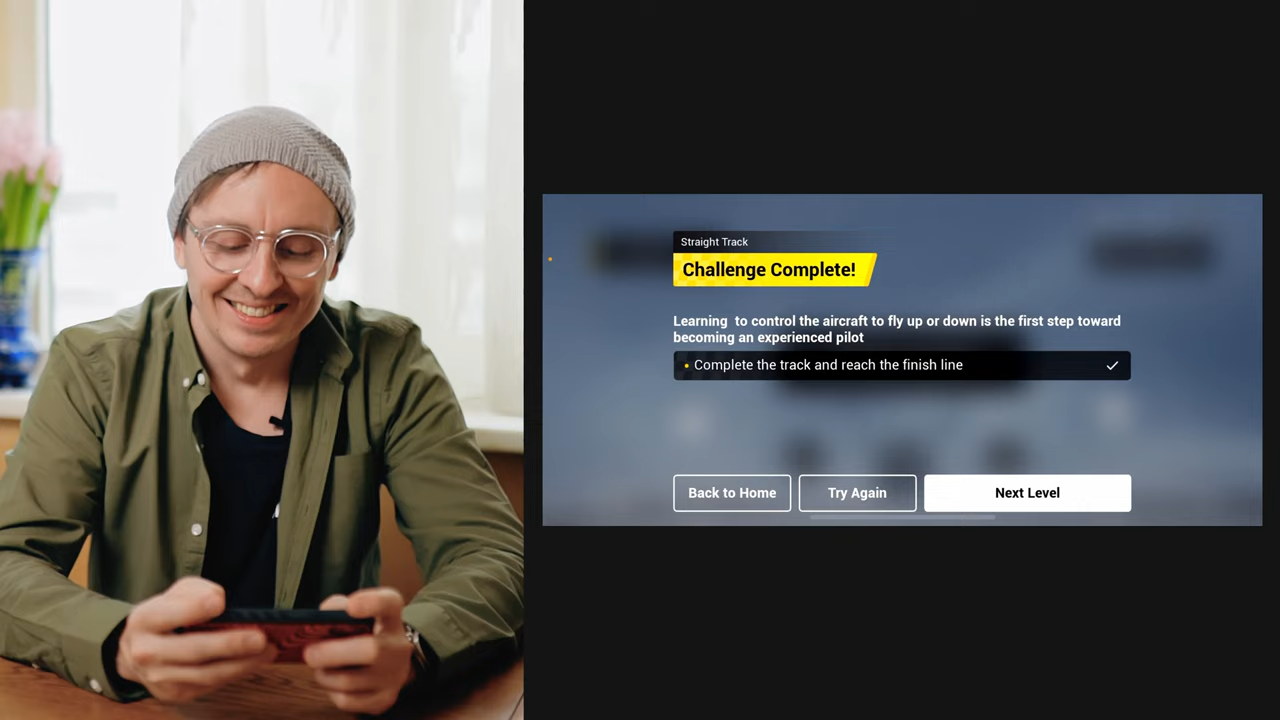 Straight Track
Challenge Complete!
Learning  to control the aircraft to fly up or down is the first step toward
becoming an experienced pilot
• Complete the track and reach the finish line
Back to Home
Try Again
Next Level